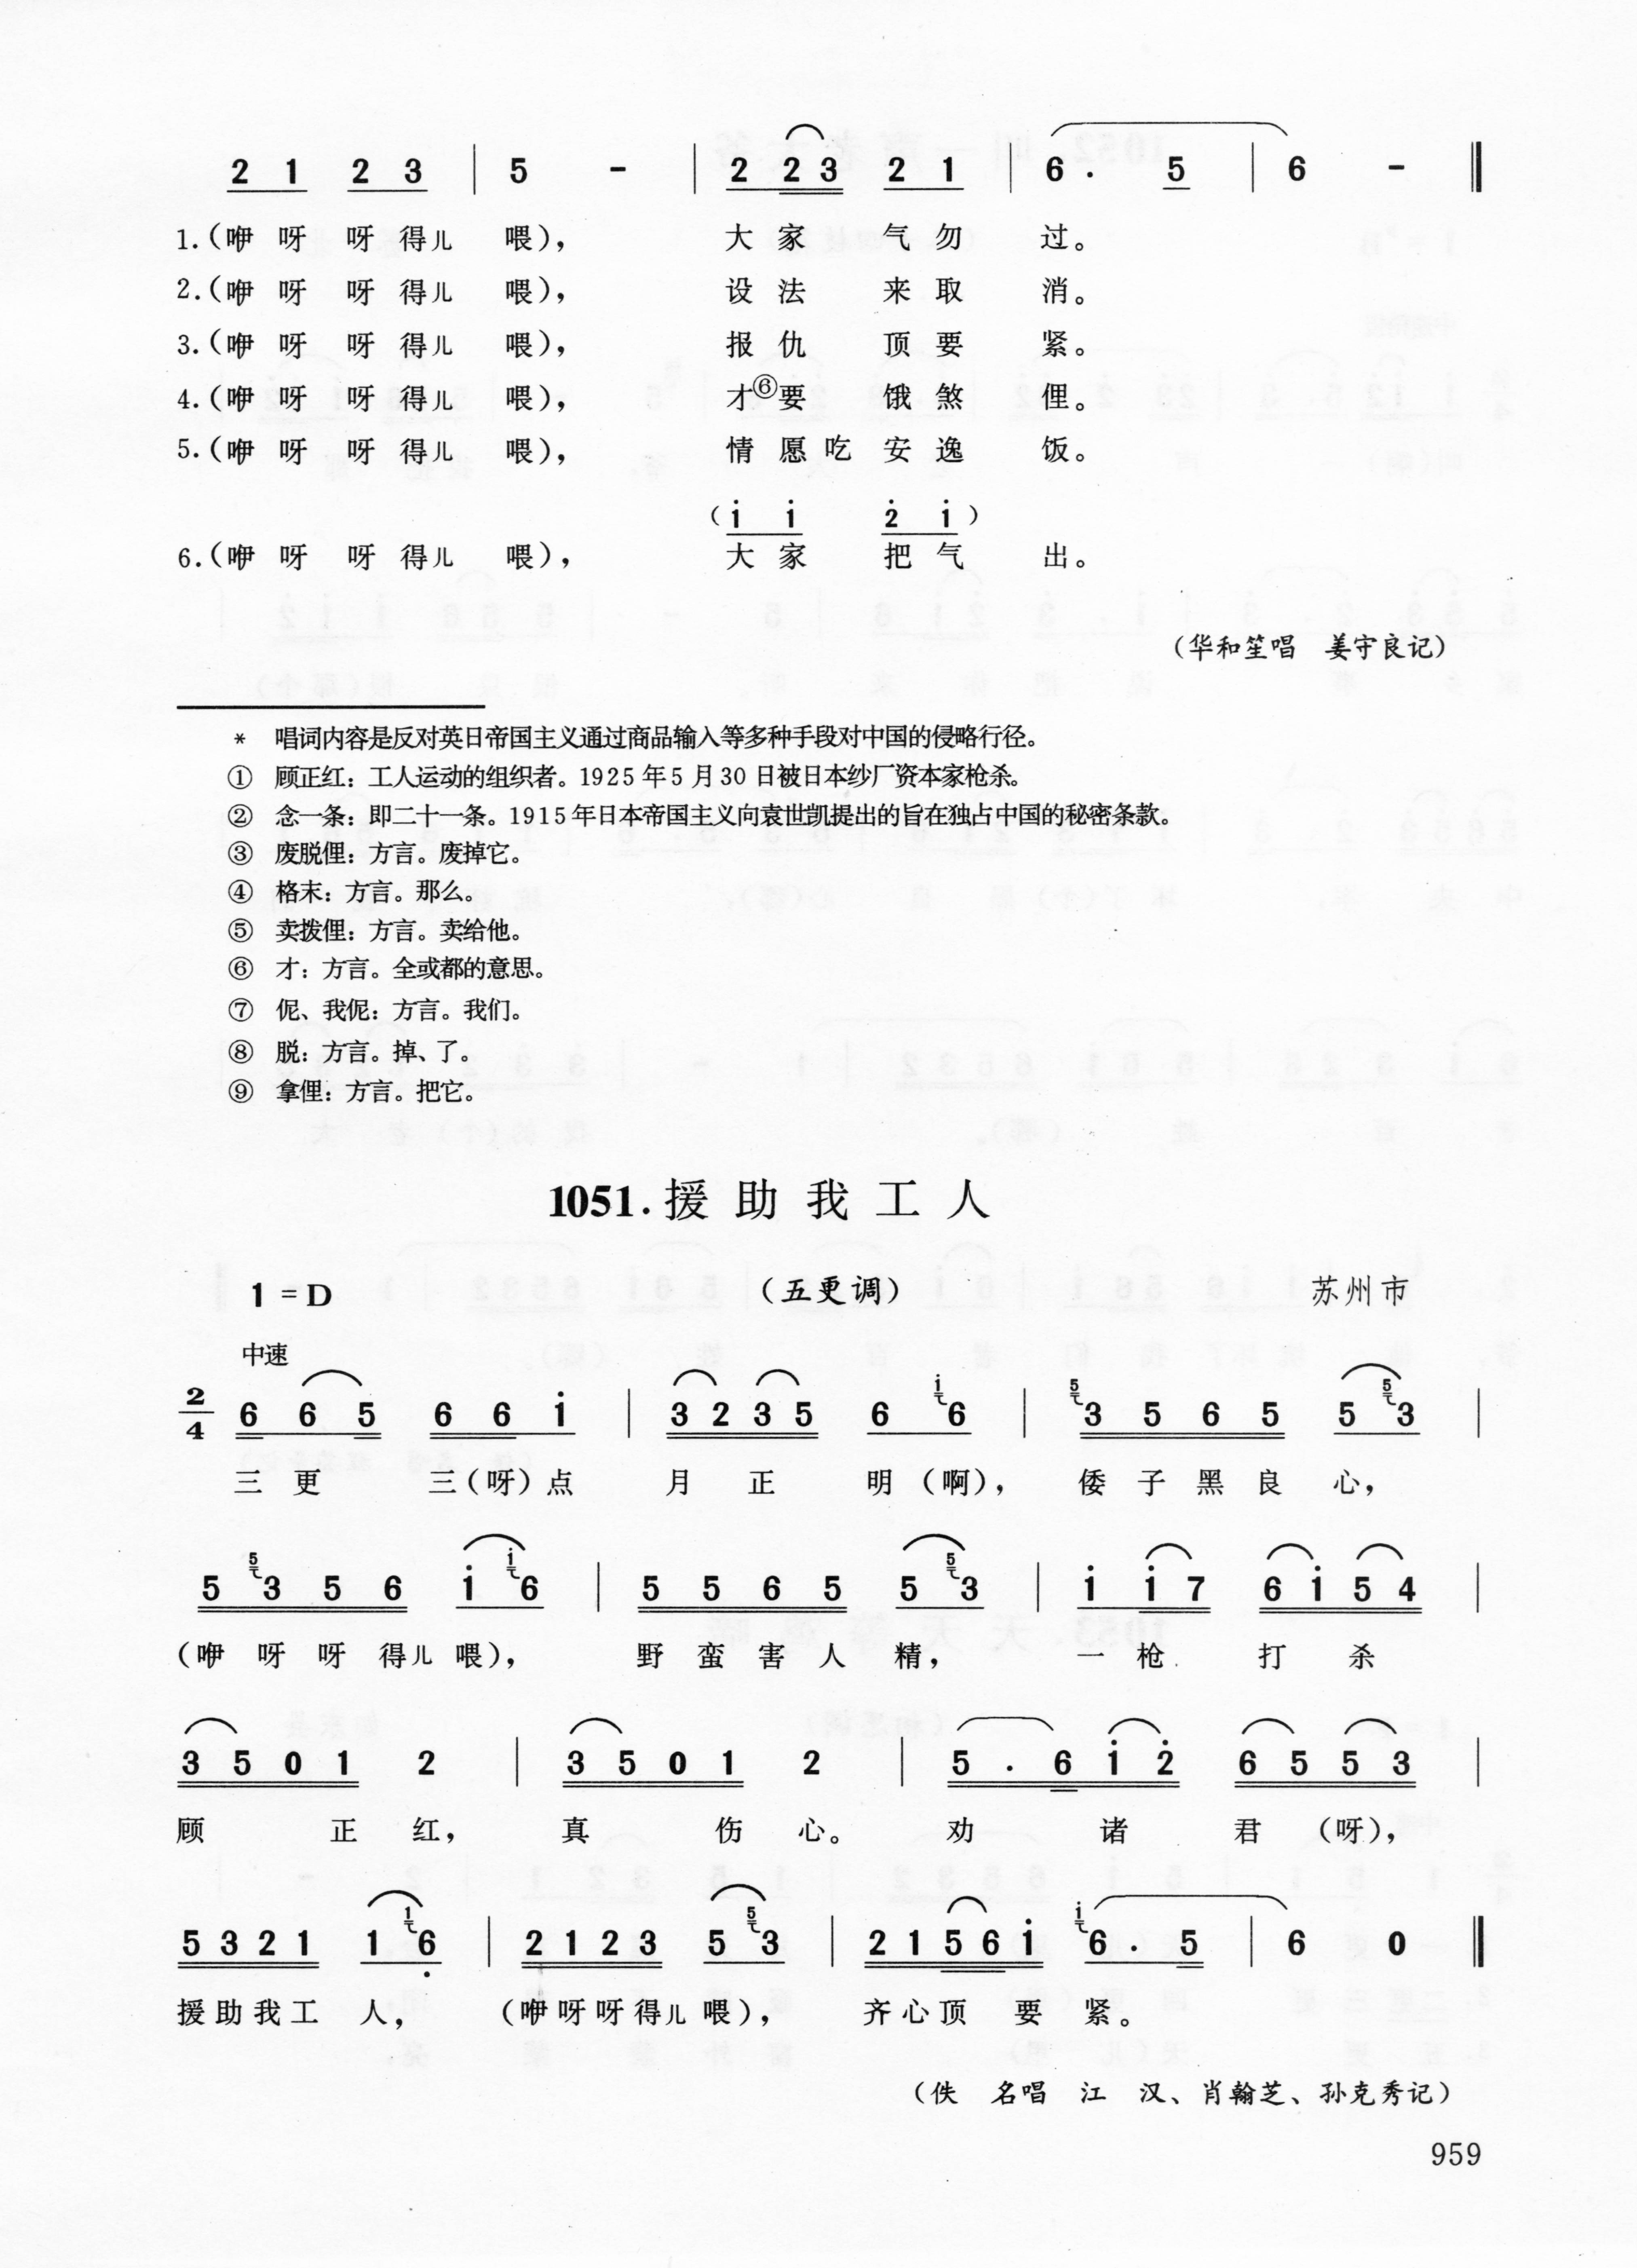 2 1 2 3 | 5 - | 2 2 3 2 1 | 6 . 5 | 6 - ‖
1.(咿 呀 呀 得儿 喂), 大 家 气 勿 过。
2.(咿 呀 呀 得儿 喂), 设 法 来 取 消。
3.(咿 呀 呀 得儿 喂), 报 仇 顶 要 紧。
4.(咿 呀 呀 得儿 喂), 才⑥要 饿 煞 俚。
5.(咿 呀 呀 得儿 喂), 情 愿 吃 安 逸 饭。
(i i 2 i)
6.(咿 呀 呀 得儿 喂), 大 家 把 气 出。
(华和笙唱 姜守良记)
* 唱词内容是反对英日帝国主义通过商品输入等多种手段对中国的侵略行径。
① 顾正红:工人运动的组织者。1925年5月30日被日本纱厂资本家枪杀。
② 念一条:即二十一条。1915年日本帝国主义向袁世凯提出的旨在独占中国的秘密条款。
③ 废脱俚:方言。废掉它。
④ 格末:方言。那么。
⑤ 卖拨俚:方言。卖给他。
⑥ 才:方言。全或都的意思。
⑦ 伲、我伲:方言。我们。
⑧ 脱:方言。掉、了。
⑨ 拿俚:方言。把它。
1051.援助我工人
1=D (五更调) 苏州市
中速
2/4 6 6 5 6 6 i | 3 2 3 5 6 i 6 | 5 3 5 6 5 5 5 3 |
三 更 三(呀)点 月 正 明(啊), 倭 子 黑 良 心,
5 5 3 5 6 i i 6 | 5 5 6 5 5 5 3 | i i 7 6 i 5 4 |
(咿 呀 呀 得儿 喂), 野 蛮 害 人 精, 一 枪 打 杀
3 5 0 1 2 | 3 5 0 1 2 | 5 . 6 i 2 6 5 5 3 |
顾 正 红, 真 伤 心。 劝 诸 君 (呀),
5 3 2 1 1 1 6 | 2 1 2 3 5 5 3 | 2 1 5 6 i i 6 . 5 | 6 0 ‖
援 助 我 工 人, (咿呀呀得儿 喂), 齐 心 顶 要 紧。
(佚 名唱 江 汉、肖翰芝、孙克秀记)
959